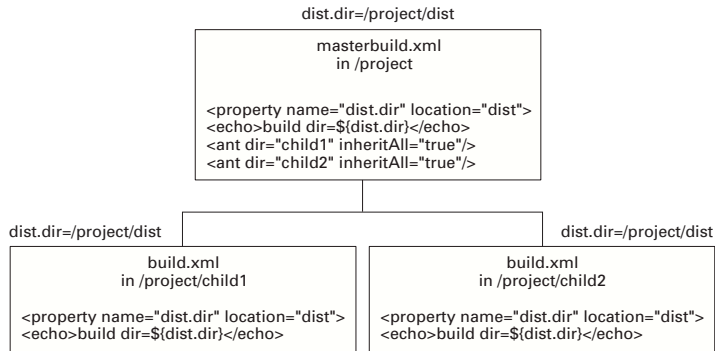 dist.dir=/project/dist
masterbuild.xml
in /project
<property name="dist.dir" location="dist">
<echo>build dir=${dist.dir}</echo>
<ant dir="child1" inheritAll="true"/>
<ant dir="child2" inheritAll="true"/>
dist.dir=/project/dist
build.xml
in /project/child1
<property name="dist.dir" location="dist">
<echo>build dir=${dist.dir}</echo>
dist.dir=/project/dist
build.xml
in /project/child2
<property name="dist.dir" location="dist">
<echo>build dir=${dist.dir}</echo>